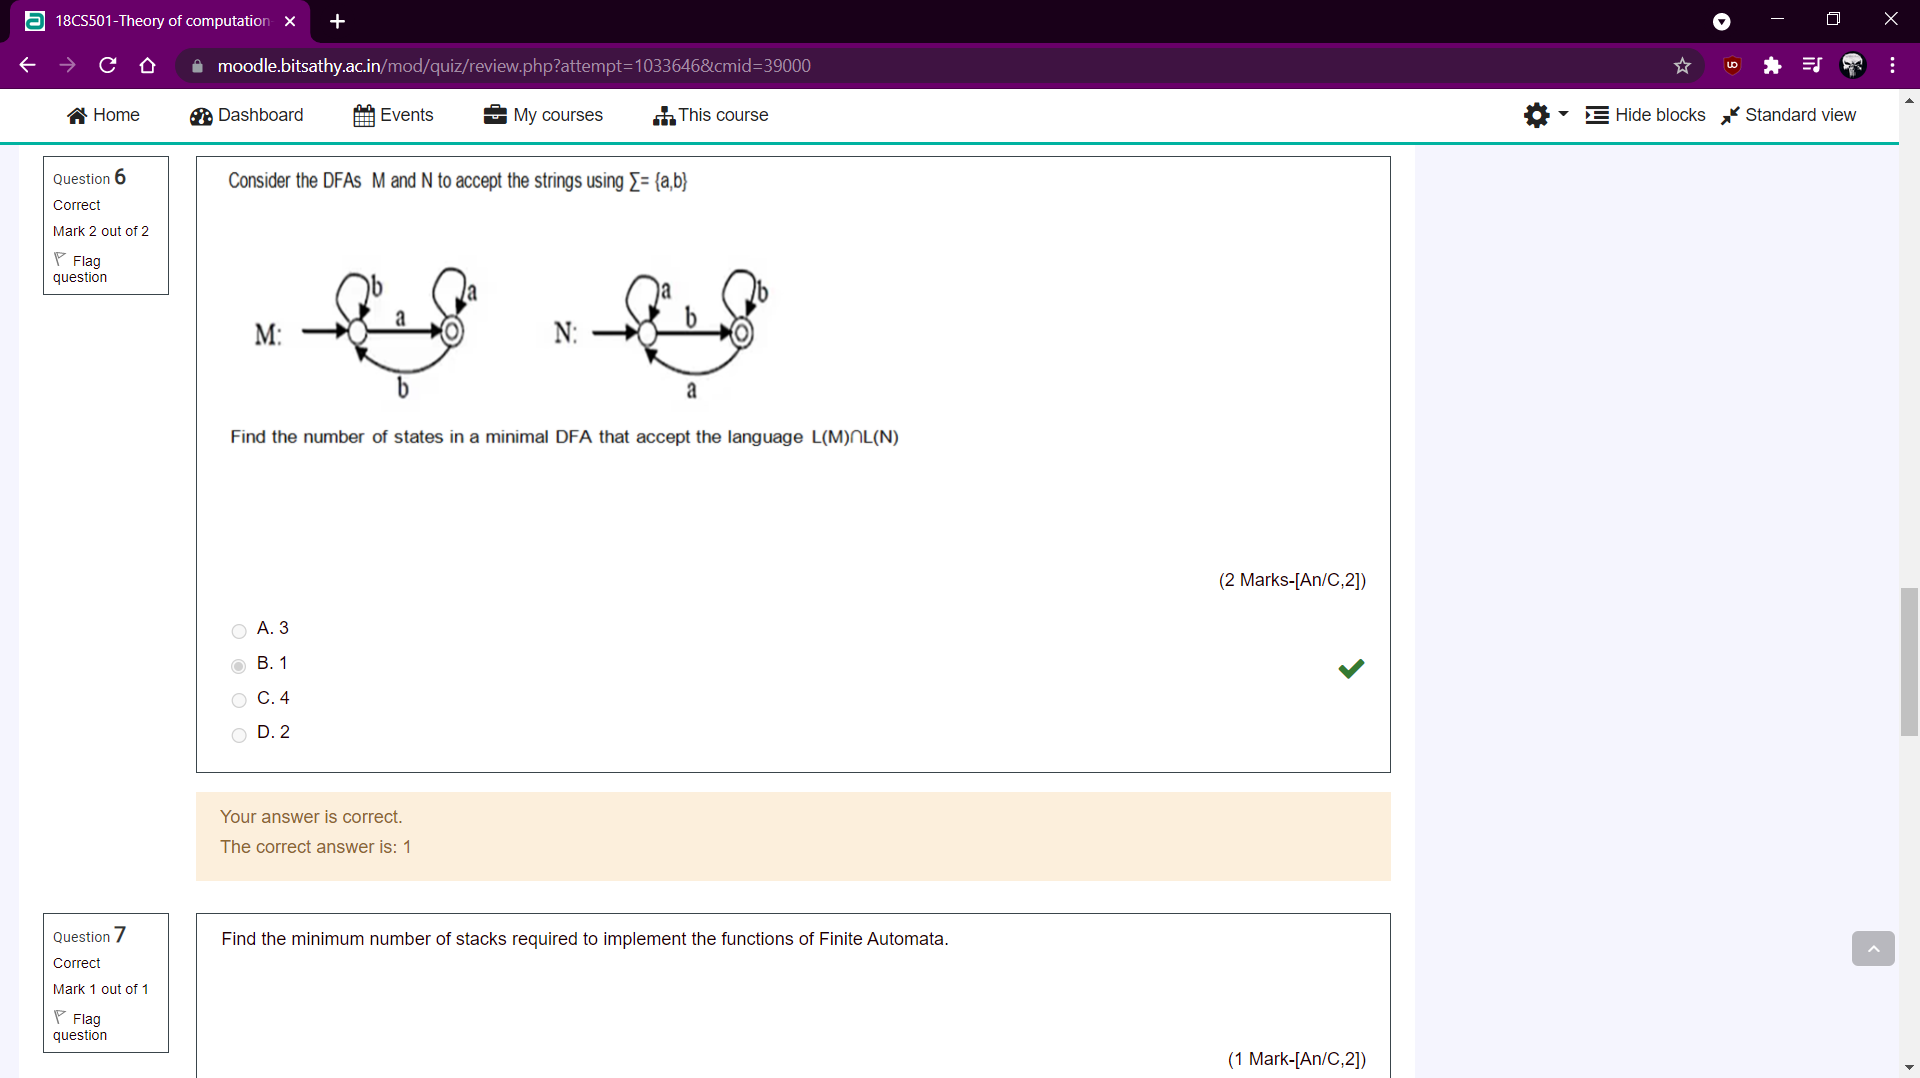 18CS501-Theory of computation
moodle.bitsathy.ac.in/mod/quiz/review.php?attempt=1033646&cmid=39000
Home Dashboard Events My courses This course Hide blocks Standard view
Question 6
Correct
Mark 2 out of 2
Flag
question
Consider the DFAs M and N to accept the strings using ∑= {a,b}
b a a b
a b
M: N:
b a
Find the number of states in a minimal DFA that accept the language L(M)∩L(N)
(2 Marks-[An/C,2])
A. 3
B. 1
C. 4
D. 2
Your answer is correct.
The correct answer is: 1
Question 7
Correct
Mark 1 out of 1
Flag
question
Find the minimum number of stacks required to implement the functions of Finite Automata.
(1 Mark-[An/C,2])